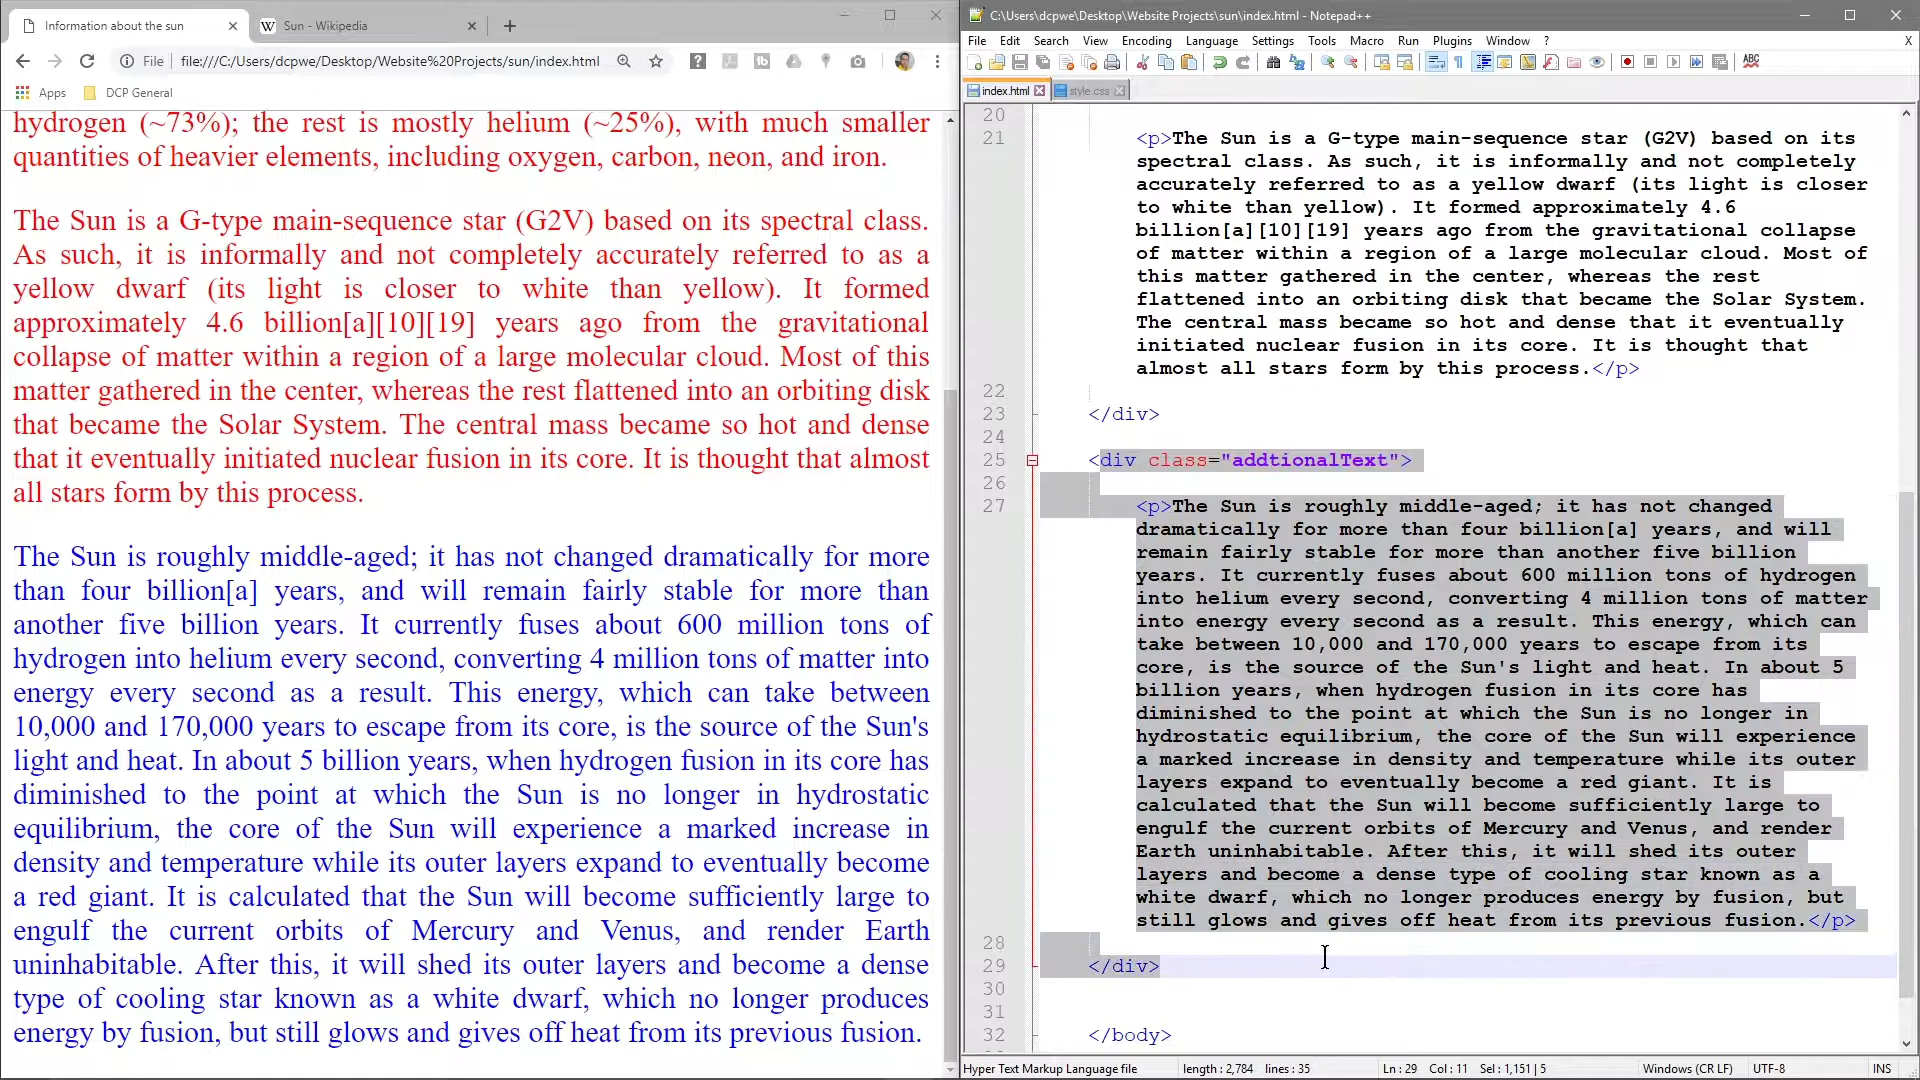 Information about the sun
Sun - Wikipedia
File
file:///C:/Users/dcpwe/Desktop/Website%20Projects/sun/index.html
Apps
DCP General
hydrogen (~73%); the rest is mostly helium (~25%), with much smaller
quantities of heavier elements, including oxygen, carbon, neon, and iron.
The Sun is a G-type main-sequence star (G2V) based on its spectral class.
As such, it is informally and not completely accurately referred to as a
yellow dwarf (its light is closer to white than yellow). It formed
approximately 4.6 billion[a][10][19] years ago from the gravitational
collapse of matter within a region of a large molecular cloud. Most of this
matter gathered in the center, whereas the rest flattened into an orbiting disk
that became the Solar System. The central mass became so hot and dense
that it eventually initiated nuclear fusion in its core. It is thought that almost
all stars form by this process.
The Sun is roughly middle-aged; it has not changed dramatically for more
than four billion[a] years, and will remain fairly stable for more than
another five billion years. It currently fuses about 600 million tons of
hydrogen into helium every second, converting 4 million tons of matter into
energy every second as a result. This energy, which can take between
10,000 and 170,000 years to escape from its core, is the source of the Sun's
light and heat. In about 5 billion years, when hydrogen fusion in its core has
diminished to the point at which the Sun is no longer in hydrostatic
equilibrium, the core of the Sun will experience a marked increase in
density and temperature while its outer layers expand to eventually become
a red giant. It is calculated that the Sun will become sufficiently large to
engulf the current orbits of Mercury and Venus, and render Earth
uninhabitable. After this, it will shed its outer layers and become a dense
type of cooling star known as a white dwarf, which no longer produces
energy by fusion, but still glows and gives off heat from its previous fusion.
C:\Users\dcpwe\Desktop\Website Projects\sun\index.html - Notepad++
File Edit Search View Encoding Language Settings Tools Macro Run Plugins Window ? X
ABC
index.html style.css
20
21 <p>The Sun is a G-type main-sequence star (G2V) based on its
spectral class. As such, it is informally and not completely
accurately referred to as a yellow dwarf (its light is closer
to white than yellow). It formed approximately 4.6
billion[a][10][19] years ago from the gravitational collapse
of matter within a region of a large molecular cloud. Most of
this matter gathered in the center, whereas the rest
flattened into an orbiting disk that became the Solar System.
The central mass became so hot and dense that it eventually
initiated nuclear fusion in its core. It is thought that
almost all stars form by this process.</p>
22
23 </div>
24
25 <div class="addtionalText">
26
27 <p>The Sun is roughly middle-aged; it has not changed
dramatically for more than four billion[a] years, and will
remain fairly stable for more than another five billion
years. It currently fuses about 600 million tons of hydrogen
into helium every second, converting 4 million tons of matter
into energy every second as a result. This energy, which can
take between 10,000 and 170,000 years to escape from its
core, is the source of the Sun's light and heat. In about 5
billion years, when hydrogen fusion in its core has
diminished to the point at which the Sun is no longer in
hydrostatic equilibrium, the core of the Sun will experience
a marked increase in density and temperature while its outer
layers expand to eventually become a red giant. It is
calculated that the Sun will become sufficiently large to
engulf the current orbits of Mercury and Venus, and render
Earth uninhabitable. After this, it will shed its outer
layers and become a dense type of cooling star known as a
white dwarf, which no longer produces energy by fusion, but
still glows and gives off heat from its previous fusion.</p>
28
29 </div>
30
31
32 </body>
Hyper Text Markup Language file length : 2,784 lines : 35 Ln : 29 Col : 11 Sel : 1,151 | 5 Windows (CR LF) UTF-8 INS